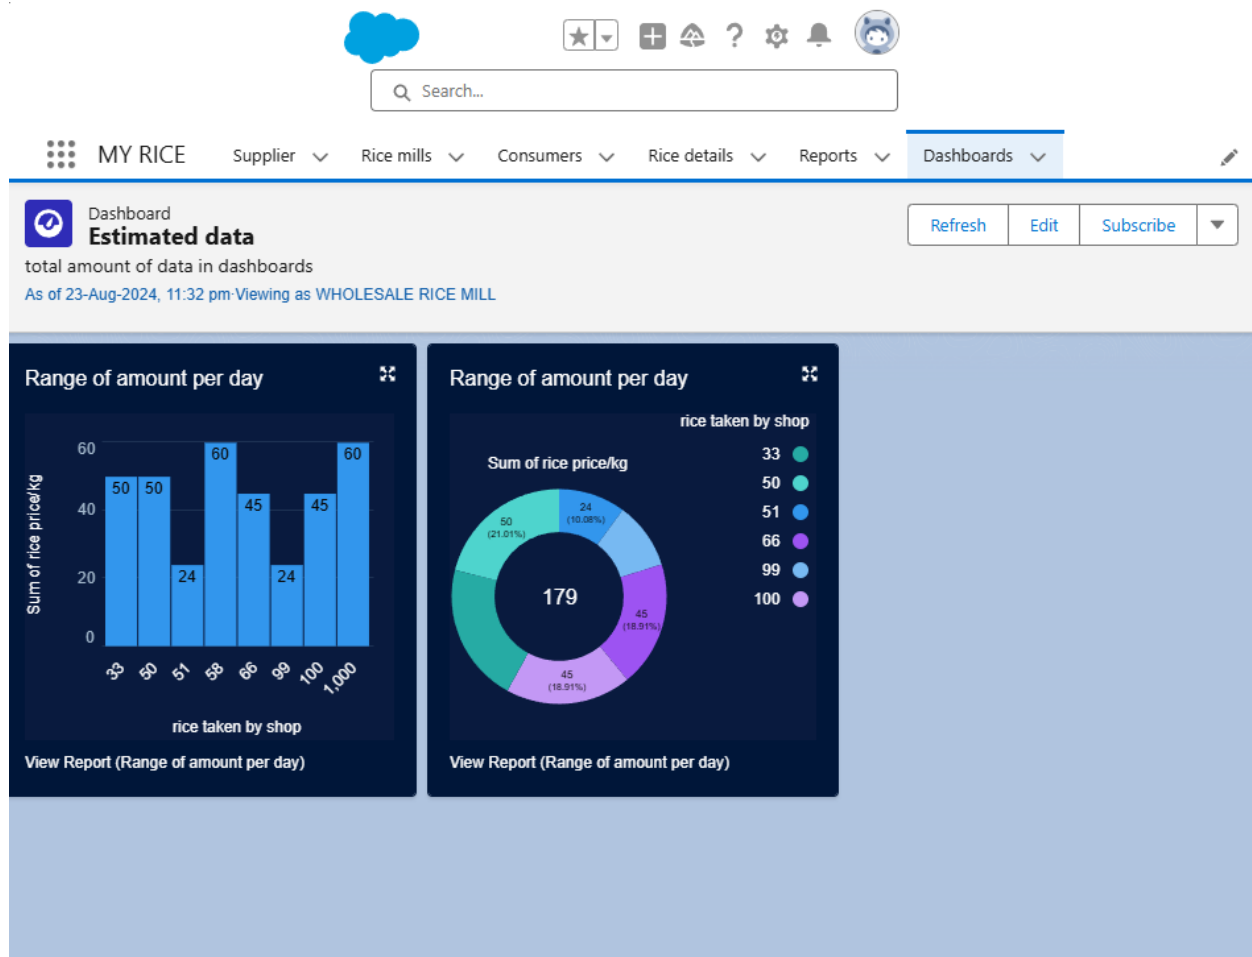 Search...
MY RICE Supplier Rice mills Consumers Rice details Reports Dashboards
Dashboard
Estimated data
Refresh Edit Subscribe
total amount of data in dashboards
As of 23-Aug-2024, 11:32 pm·Viewing as WHOLESALE RICE MILL
Range of amount per day
Sum of rice price/kg
60
40
20
0
50 50 24 60 45 24 45 60
33 50 51 58 66 99 100 1,000
rice taken by shop
View Report (Range of amount per day)
Range of amount per day
rice taken by shop
33
50
51
66
99
100
Sum of rice price/kg
24
(10.08%)
50
(21.01%)
179
45
(18.91%)
45
(18.91%)
View Report (Range of amount per day)